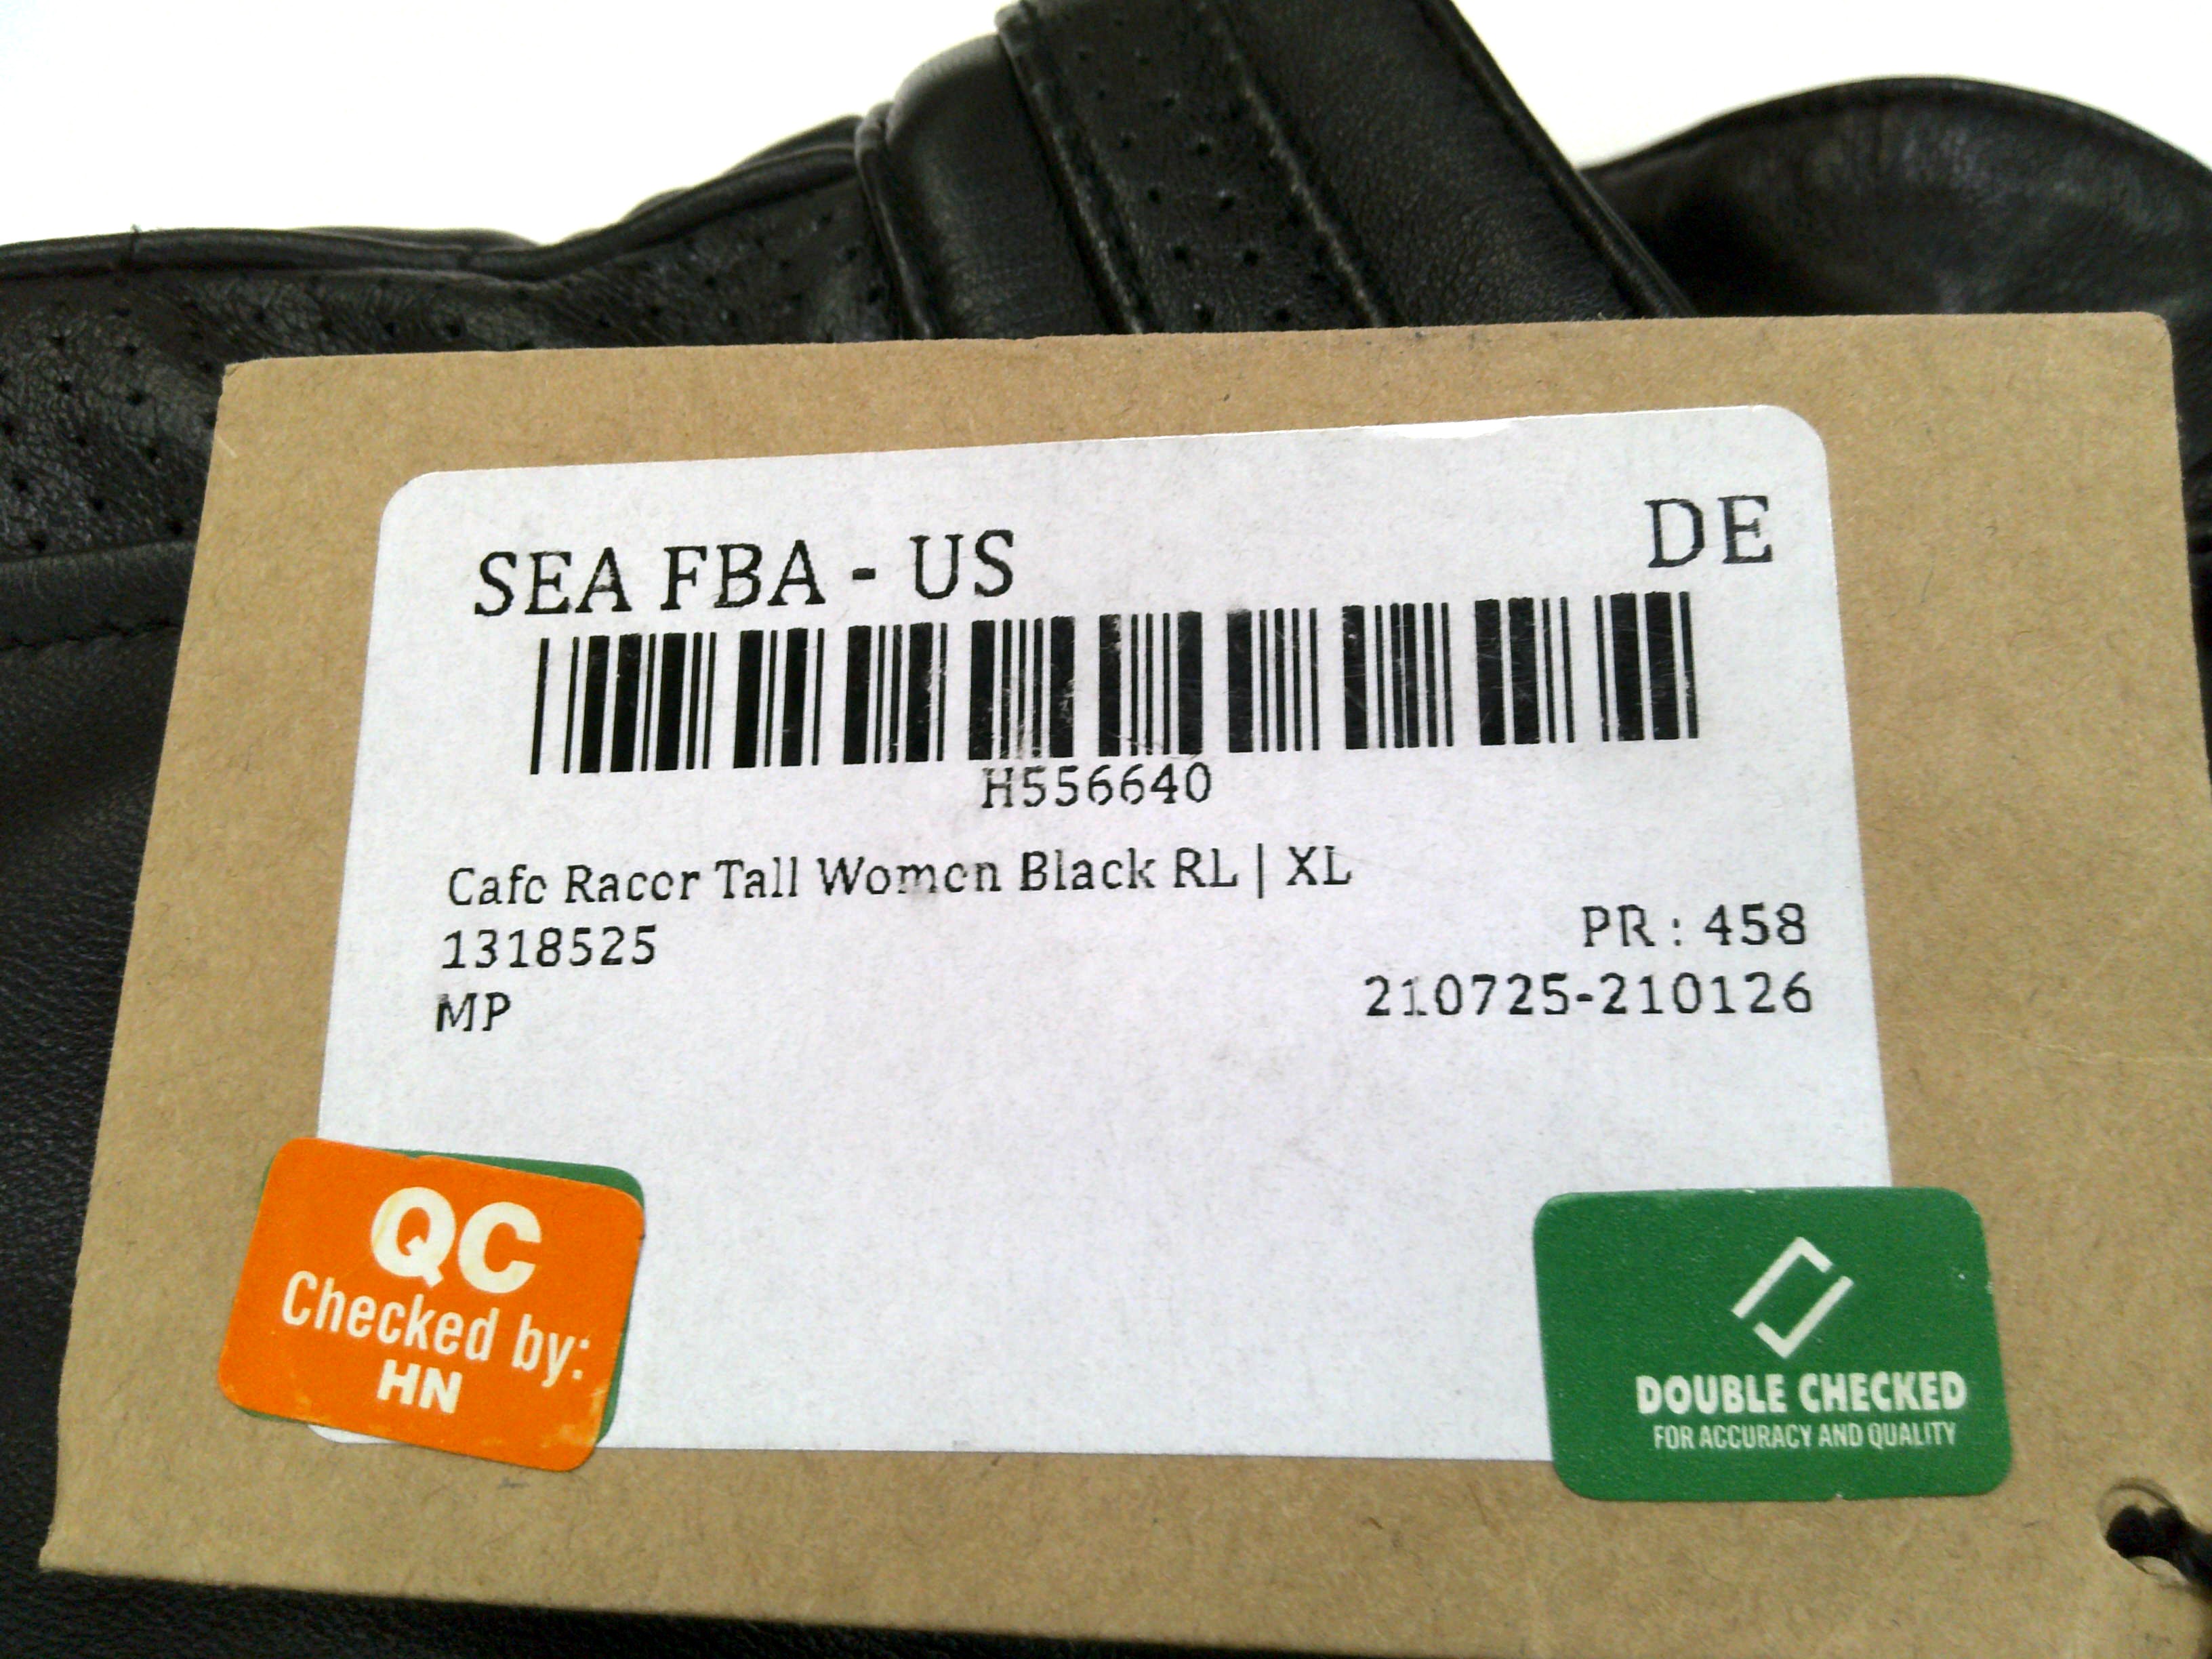 SEA FBA - US
DE
H556640
Cafe Racer Tall Women Black RL | XL
1318525
PR : 458
MP
210725-210126
QC
Checked by:
HN
DOUBLE CHECKED
FOR ACCURACY AND QUALITY